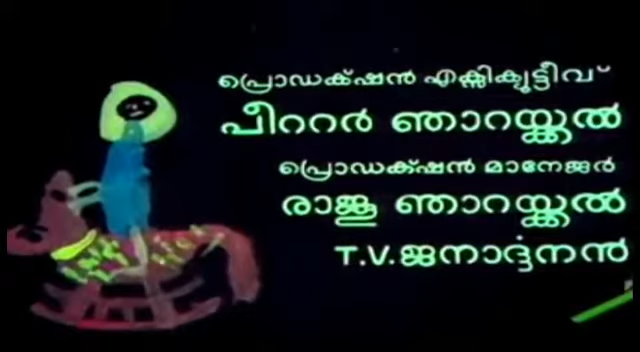 പ്രൊഡക്ഷൻ എക്സിക്യുട്ടീവ്
പീററർ ഞാറയ്ക്കൽ
പ്രൊഡക്ഷൻ മാനേജർ
രാജൂ ഞാറയ്ക്കൽ
T.V.ജനാർദ്ദനൻ